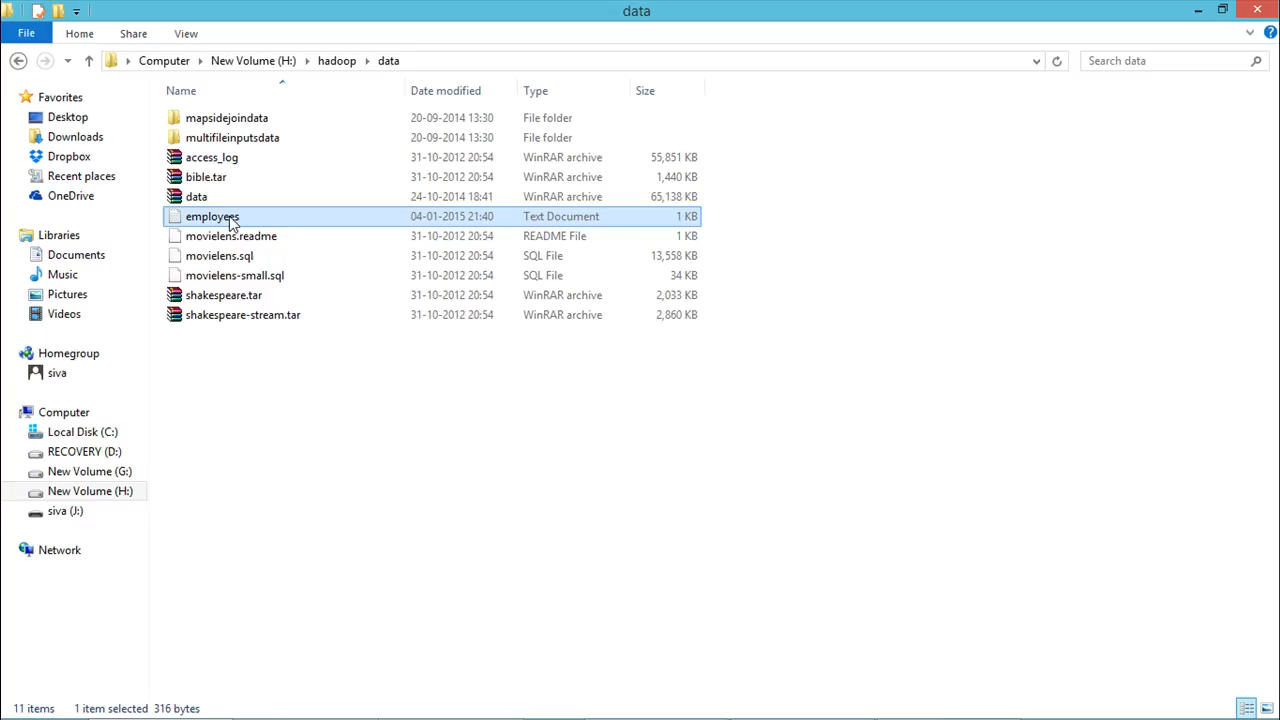 data
File Home Share View
Computer New Volume (H:) hadoop data Search data
Name Date modified Type Size
Favorites
Desktop
Downloads
Dropbox
Recent places
OneDrive
Libraries
Documents
Music
Pictures
Videos
Homegroup
siva
Computer
Local Disk (C:)
RECOVERY (D:)
New Volume (G:)
New Volume (H:)
siva (J:)
Network
mapsidejoindata 20-09-2014 13:30 File folder
multifileinputsdata 20-09-2014 13:30 File folder
access_log 31-10-2012 20:54 WinRAR archive 55,851 KB
bible.tar 31-10-2012 20:54 WinRAR archive 1,440 KB
data 24-10-2014 18:41 WinRAR archive 65,138 KB
employees 04-01-2015 21:40 Text Document 1 KB
movielens.readme 31-10-2012 20:54 README File 1 KB
movielens.sql 31-10-2012 20:54 SQL File 13,558 KB
movielens-small.sql 31-10-2012 20:54 SQL File 34 KB
shakespeare.tar 31-10-2012 20:54 WinRAR archive 2,033 KB
shakespeare-stream.tar 31-10-2012 20:54 WinRAR archive 2,860 KB
11 items 1 item selected 316 bytes